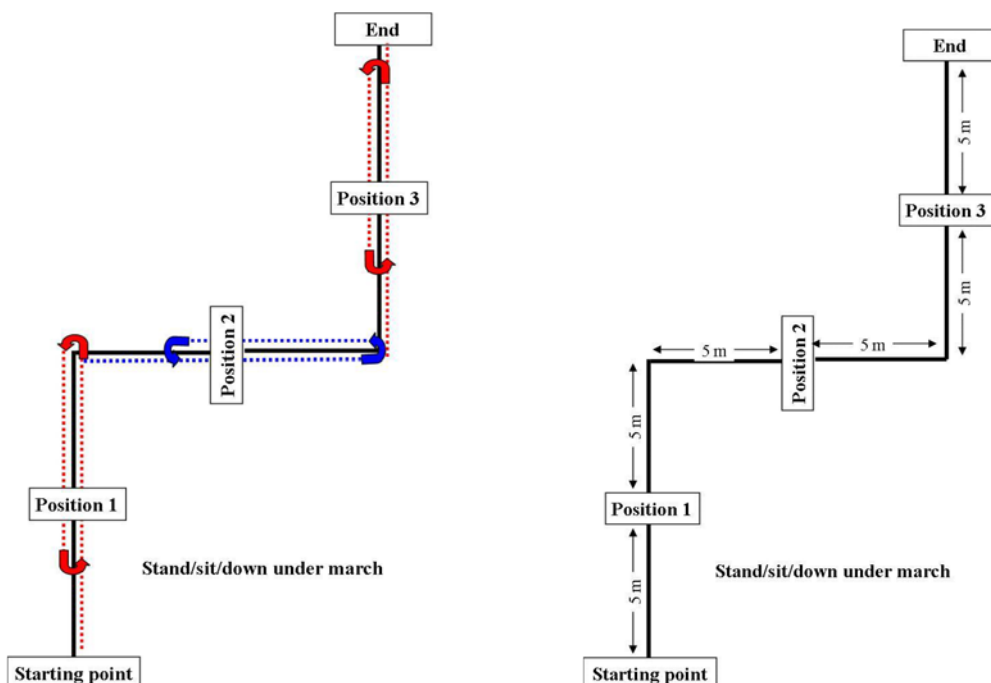 End
Position 3
Position 2
Position 1
Stand/sit/down under march
Starting point
End
5 m
Position 3
5 m
5 m
Position 2
5 m
5 m
Position 1
5 m
Stand/sit/down under march
Starting point